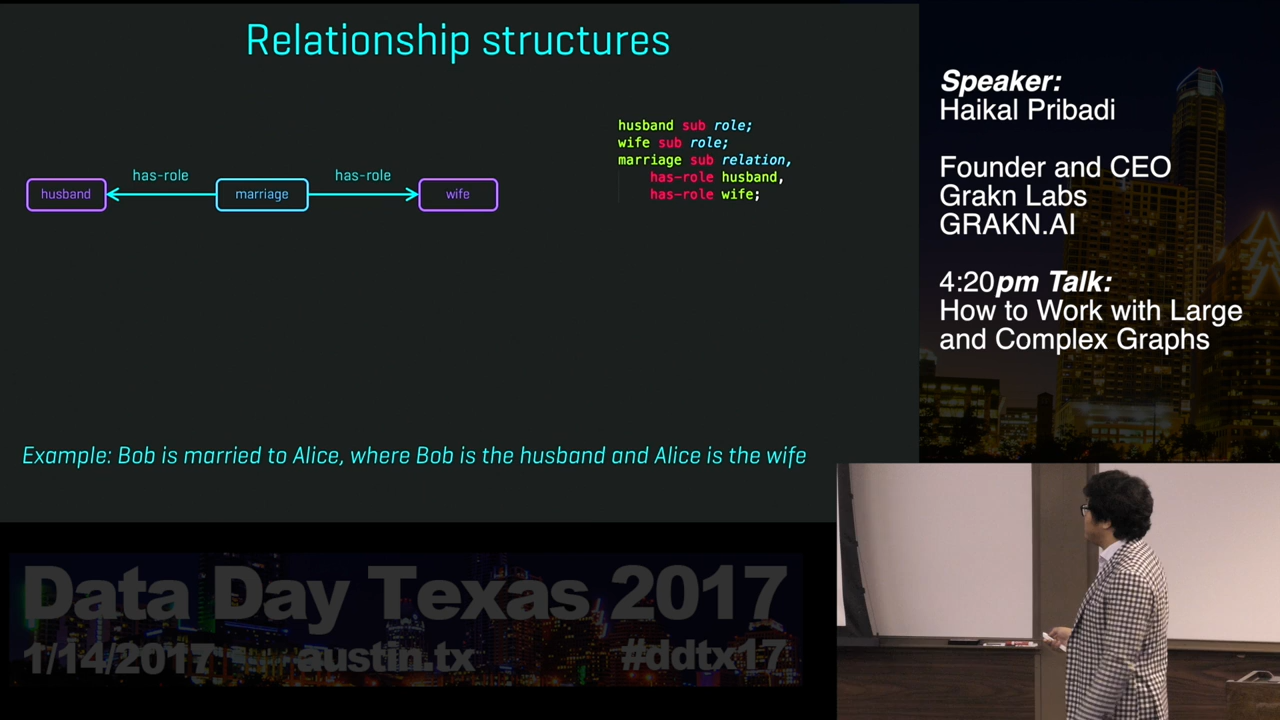 Relationship structures
has-role
has-role
husband
marriage
wife
husband sub role;
wife sub role;
marriage sub relation,
has-role husband,
has-role wife;
Example: Bob is married to Alice, where Bob is the husband and Alice is the wife
Speaker:
Haikal Pribadi
Founder and CEO
Grakn Labs
GRAKN.AI
4:20pm Talk:
How to Work with Large
and Complex Graphs
Data Day Texas 2017
1/14/2017 austin.tx #ddtx17